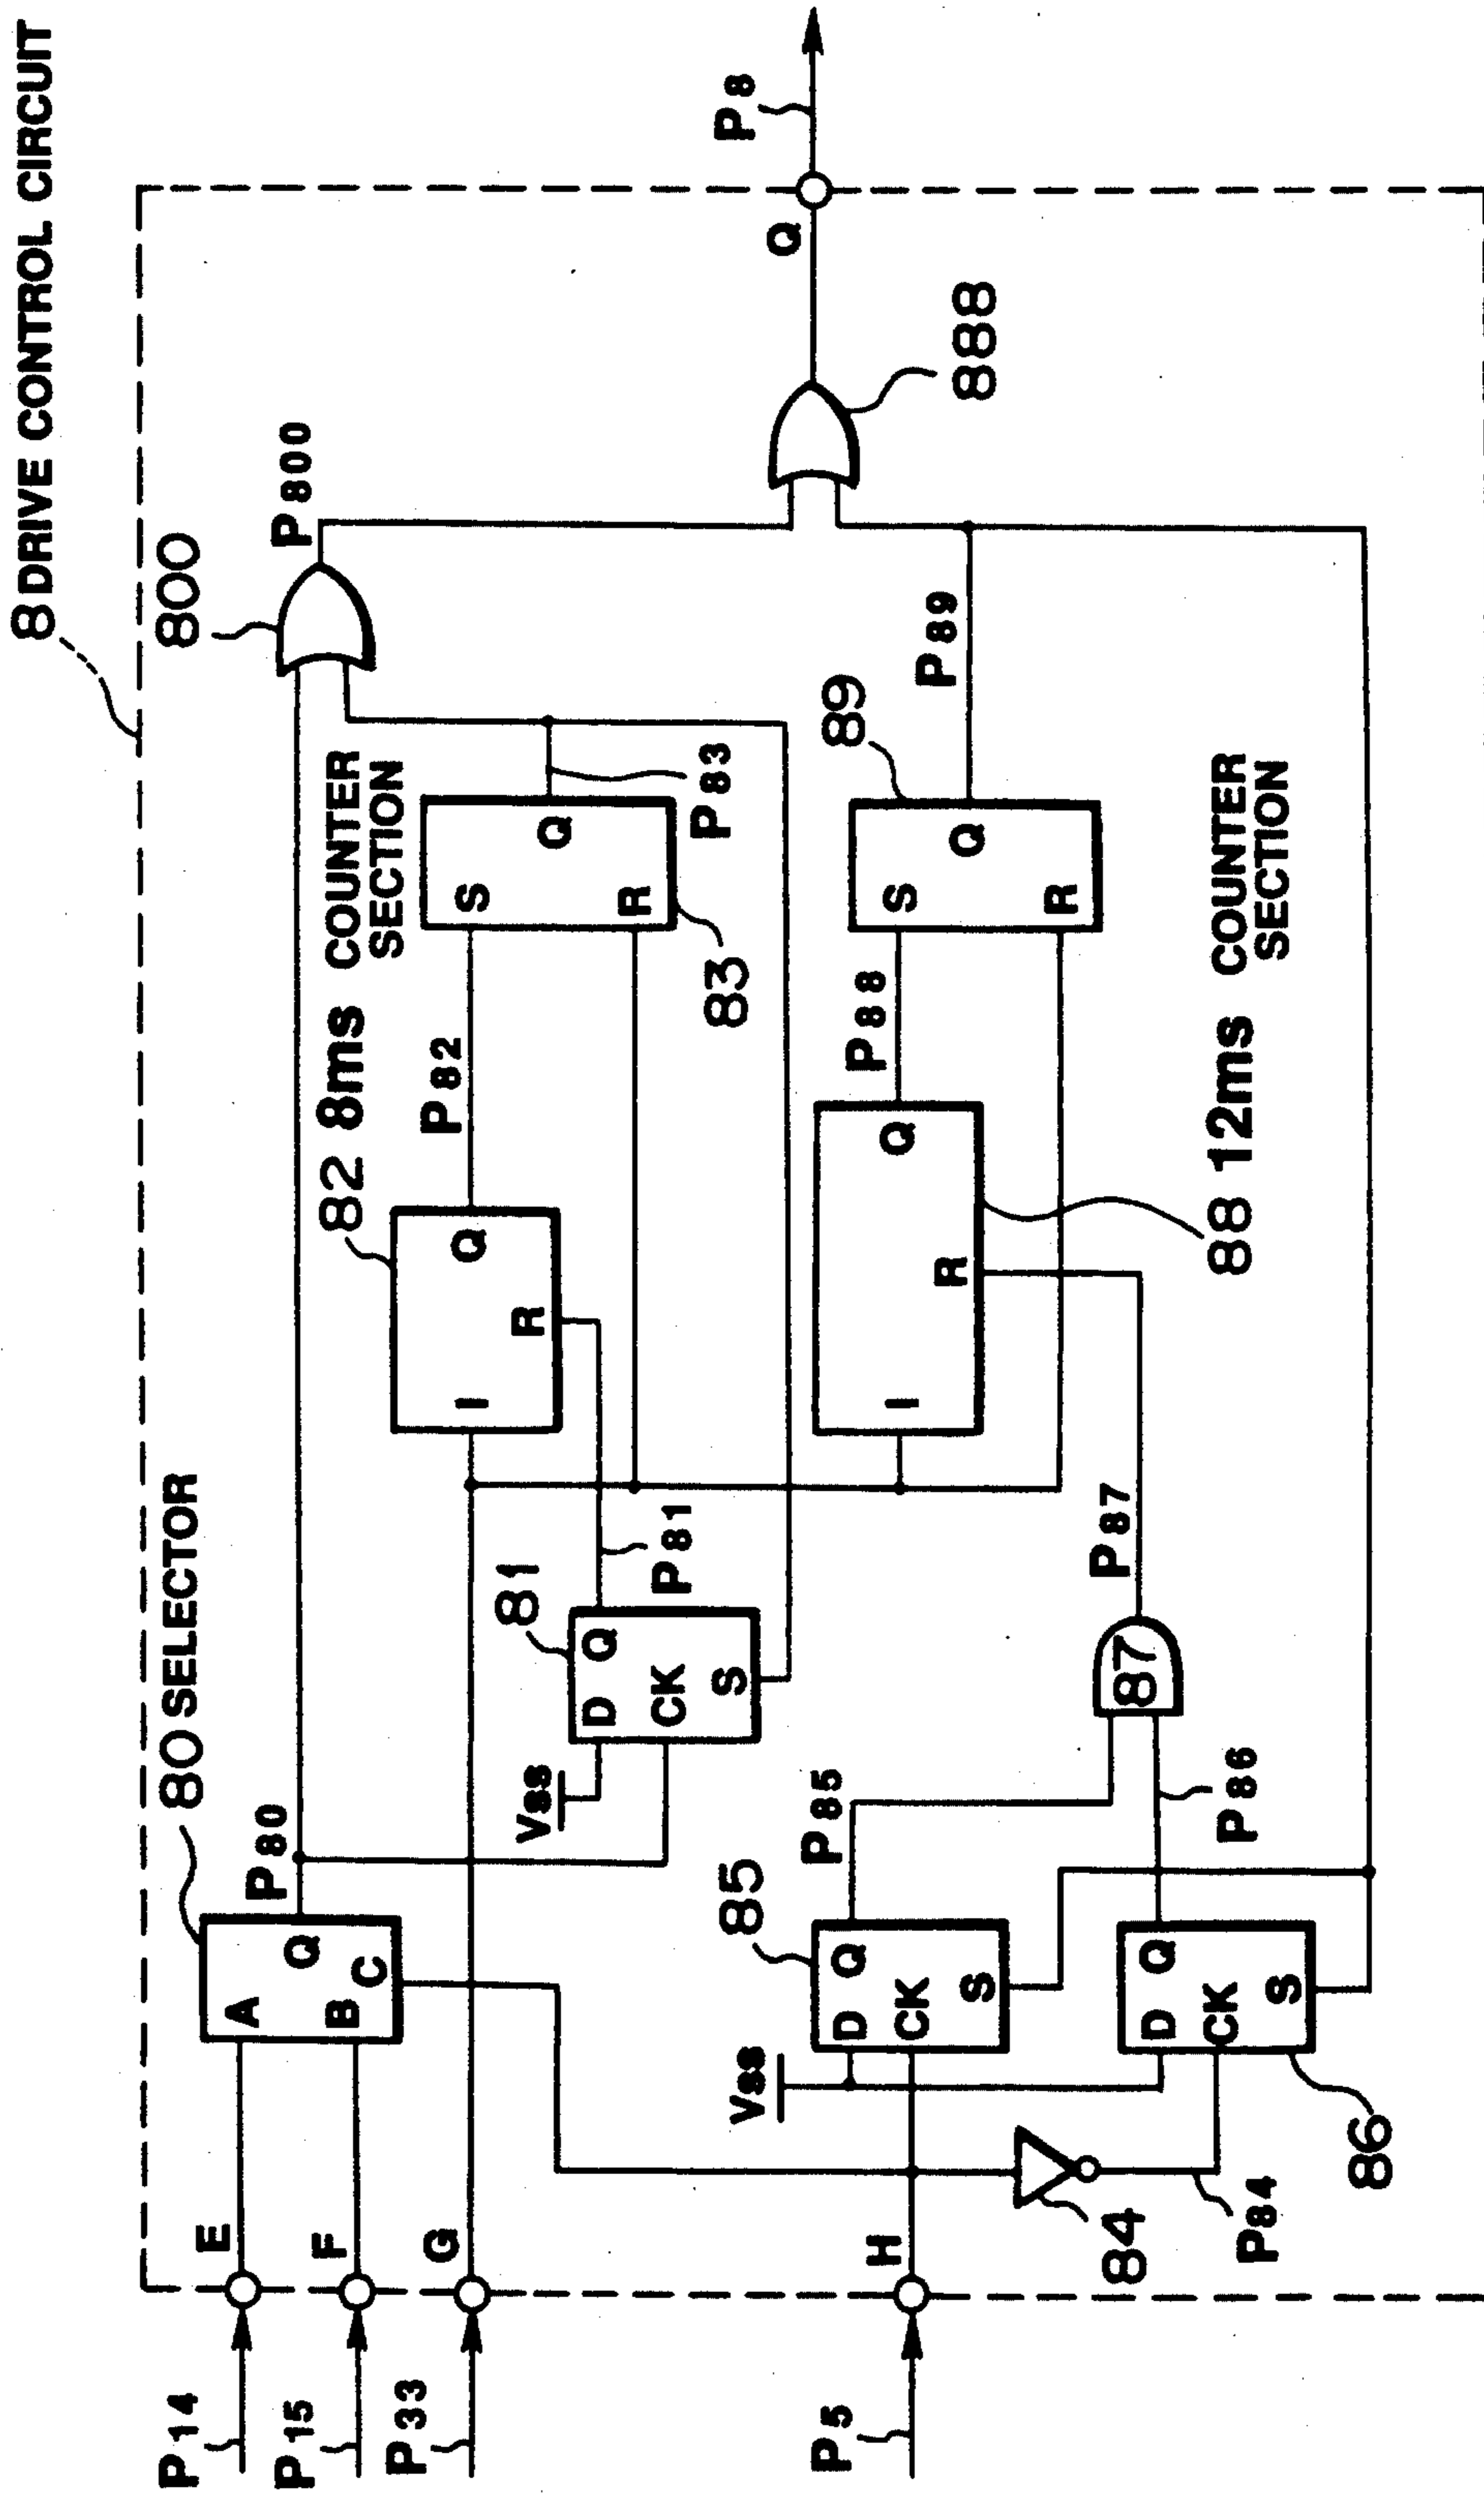 8 DRIVE CONTROL CIRCUIT
P14
E
P15
F
P33
G
P5
H
80 SELECTOR
A
B
Q
C
P80
800
P800
82 8ms COUNTER
SECTION
I
Q
R
P82
S
Q
R
83
P83
81
D
Q
CK
S
VSS
P81
85
D
Q
CK
S
VSS
P85
84
P84
86
D
Q
CK
S
P86
87
P87
I
Q
R
88 12ms COUNTER
SECTION
P88
89
S
Q
R
P89
888
Q
P8